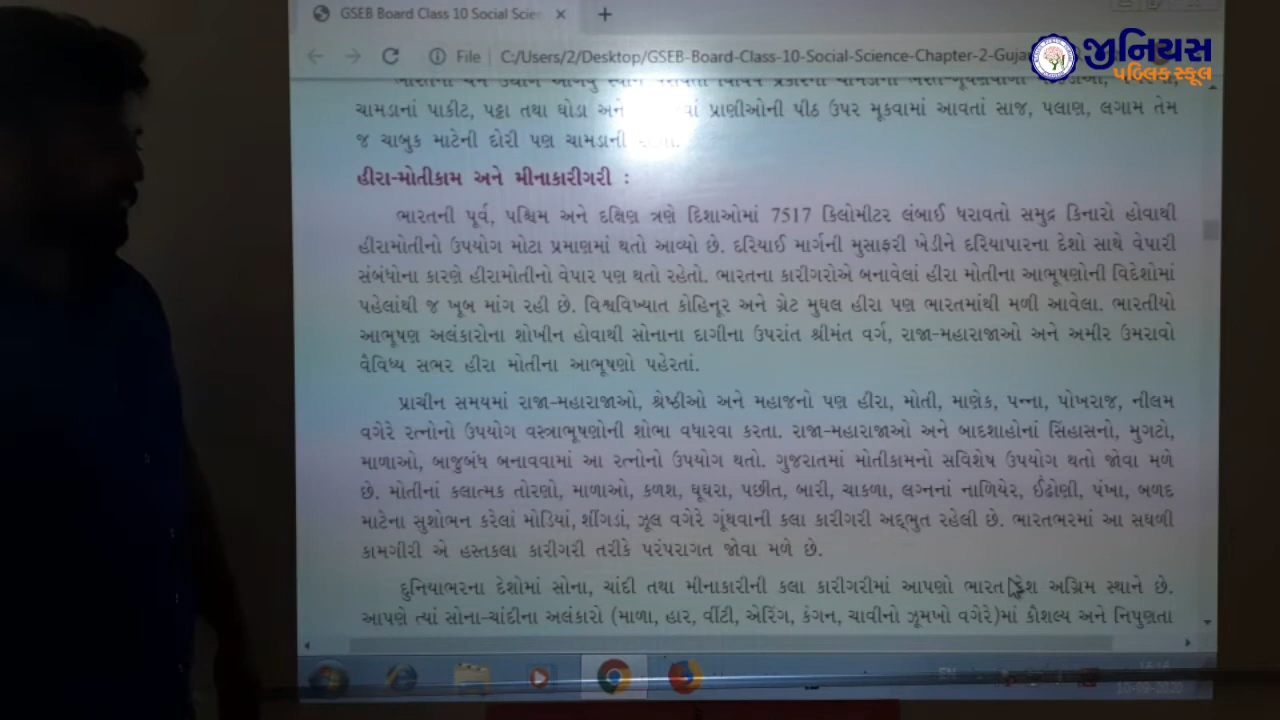 GSEB Board Class 10 Social Scie
File C:/Users/2/Desktop/GSEB-Board-Class-10-Social-Science-Chapter-2-Guja
જીનિયસ
પબ્લિક સ્કૂલ
ચામડાનાં પાકીટ, પટ્ટા તથા ઘોડા અને પ્રાણીઓની પીઠ ઉપર મૂકવામાં આવતાં સાજ, પલાણ, લગામ તેમ
જ ચાબુક માટેની દોરી પણ ચામડાની
હીરા-મોતીકામ અને મીનાકારીગરી :
ભારતની પૂર્વ, પશ્ચિમ અને દક્ષિણ ત્રણે દિશાઓમાં 7517 કિલોમીટર લંબાઈ ધરાવતો સમુદ્ર કિનારો હોવાથી
હીરામોતીનો ઉપયોગ મોટા પ્રમાણમાં થતો આવ્યો છે. દરિયાઈ માર્ગની મુસાફરી ખેડીને દરિયાપારના દેશો સાથે વેપારી
સંબંધોના કારણે હીરામોતીનો વેપાર પણ થતો રહેતો. ભારતના કારીગરોએ બનાવેલાં હીરા મોતીના આભૂષણોની વિદેશોમાં
પહેલાંથી જ ખૂબ માંગ રહી છે. વિશ્વવિખ્યાત કોહિનૂર અને ગ્રેટ મુઘલ હીરા પણ ભારતમાંથી મળી આવેલા. ભારતીયો
આભૂષણ અલંકારોના શોખીન હોવાથી સોનાના દાગીના ઉપરાંત શ્રીમંત વર્ગ, રાજા-મહારાજાઓ અને અમીર ઉમરાવો
વૈવિધ્ય સભર હીરા મોતીના આભૂષણો પહેરતાં.
પ્રાચીન સમયમાં રાજા-મહારાજાઓ, શ્રેષ્ઠીઓ અને મહાજનો પણ હીરા, મોતી, માણેક, પન્ના, પોખરાજ, નીલમ
વગેરે રત્નોનો ઉપયોગ વસ્ત્રાભૂષણોની શોભા વધારવા કરતા. રાજા-મહારાજાઓ અને બાદશાહોનાં સિંહાસનો, મુગટો,
માળાઓ, બાજુબંધ બનાવવામાં આ રત્નોનો ઉપયોગ થતો. ગુજરાતમાં મોતીકામનો સવિશેષ ઉપયોગ થતો જોવા મળે
છે. મોતીનાં કલાત્મક તોરણો, માળાઓ, કળશ, ઘૂઘરા, પછીત, બારી, ચાકળા, લગ્નનાં નાળિયેર, ઈંઢોણી, પંખા, બળદ
માટેના સુશોભન કરેલાં મોડિયાં, શીંગડાં, ઝૂલ વગેરે ગૂંથવાની કલા કારીગરી અદ્ભુત રહેલી છે. ભારતભરમાં આ સઘળી
કામગીરી એ હસ્તકલા કારીગરી તરીકે પરંપરાગત જોવા મળે છે.
દુનિયાભરના દેશોમાં સોના, ચાંદી તથા મીનાકારીની કલા કારીગરીમાં આપણો ભારત દેશ અગ્રિમ સ્થાને છે.
આપણે ત્યાં સોના-ચાંદીના અલંકારો (માળા, હાર, વીંટી, એરિંગ, કંગન, ચાવીનો ઝૂમખો વગેરે)માં કૌશલ્ય અને નિપુણતા